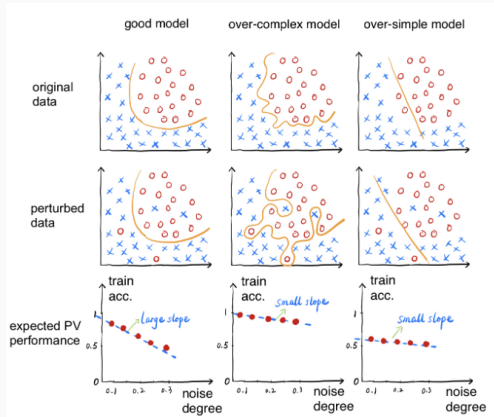 good model over-complex model over-simple model
original
data
perturbed
data
expected PV
performance
train
acc.
1
0.5
0
large slope
0.1 0.2 0.3
noise
degree
train
acc.
1
0.5
0
small slope
0.1 0.2 0.3
noise
degree
train
acc.
1
0.5
0
small slope
0.1 0.2 0.3
noise
degree